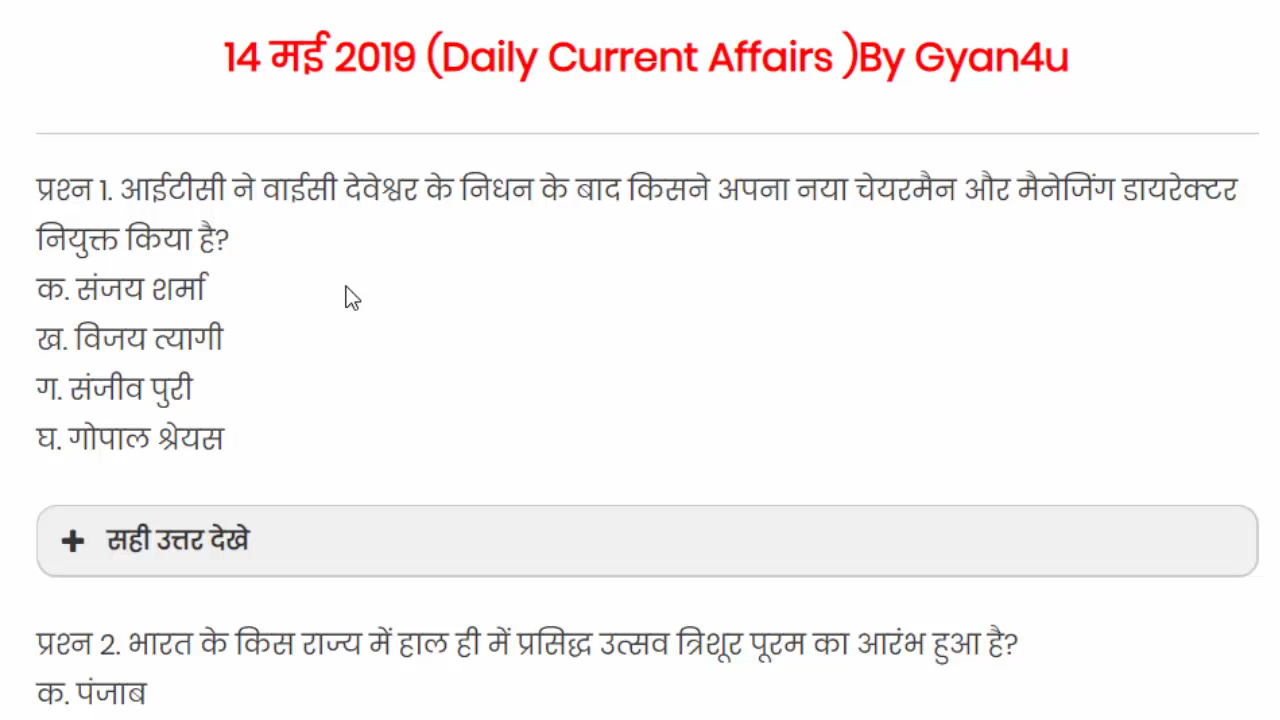 14 मई 2019 (Daily Current Affairs )By Gyan4u
प्रश्न 1. आईटीसी ने वाईसी देवेश्वर के निधन के बाद किसने अपना नया चेयरमैन और मैनेजिंग डायरेक्टर
नियुक्त किया है?
क. संजय शर्मा
ख. विजय त्यागी
ग. संजीव पुरी
घ. गोपाल श्रेयस
सही उत्तर देखे
प्रश्न 2. भारत के किस राज्य में हाल ही में प्रसिद्ध उत्सव त्रिशूर पूरम का आरंभ हुआ है?
क. पंजाब